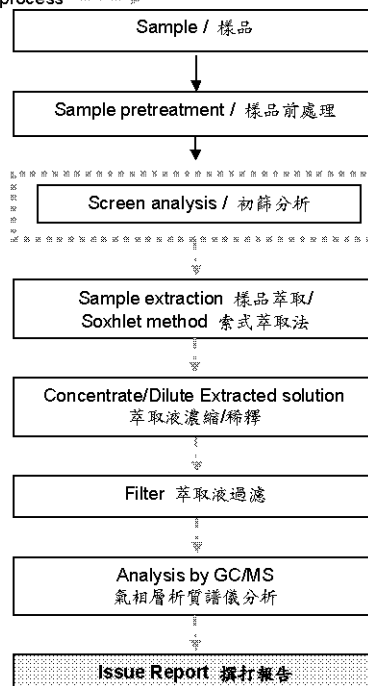 process
Sample / 樣品
Sample pretreatment / 樣品前處理
Screen analysis / 初篩分析
Sample extraction 樣品萃取/
Soxhlet method 索式萃取法
Concentrate/Dilute Extracted solution
萃取液濃縮/稀釋
Filter 萃取液過濾
Analysis by GC/MS
氣相層析質譜儀分析
Issue Report 撰打報告